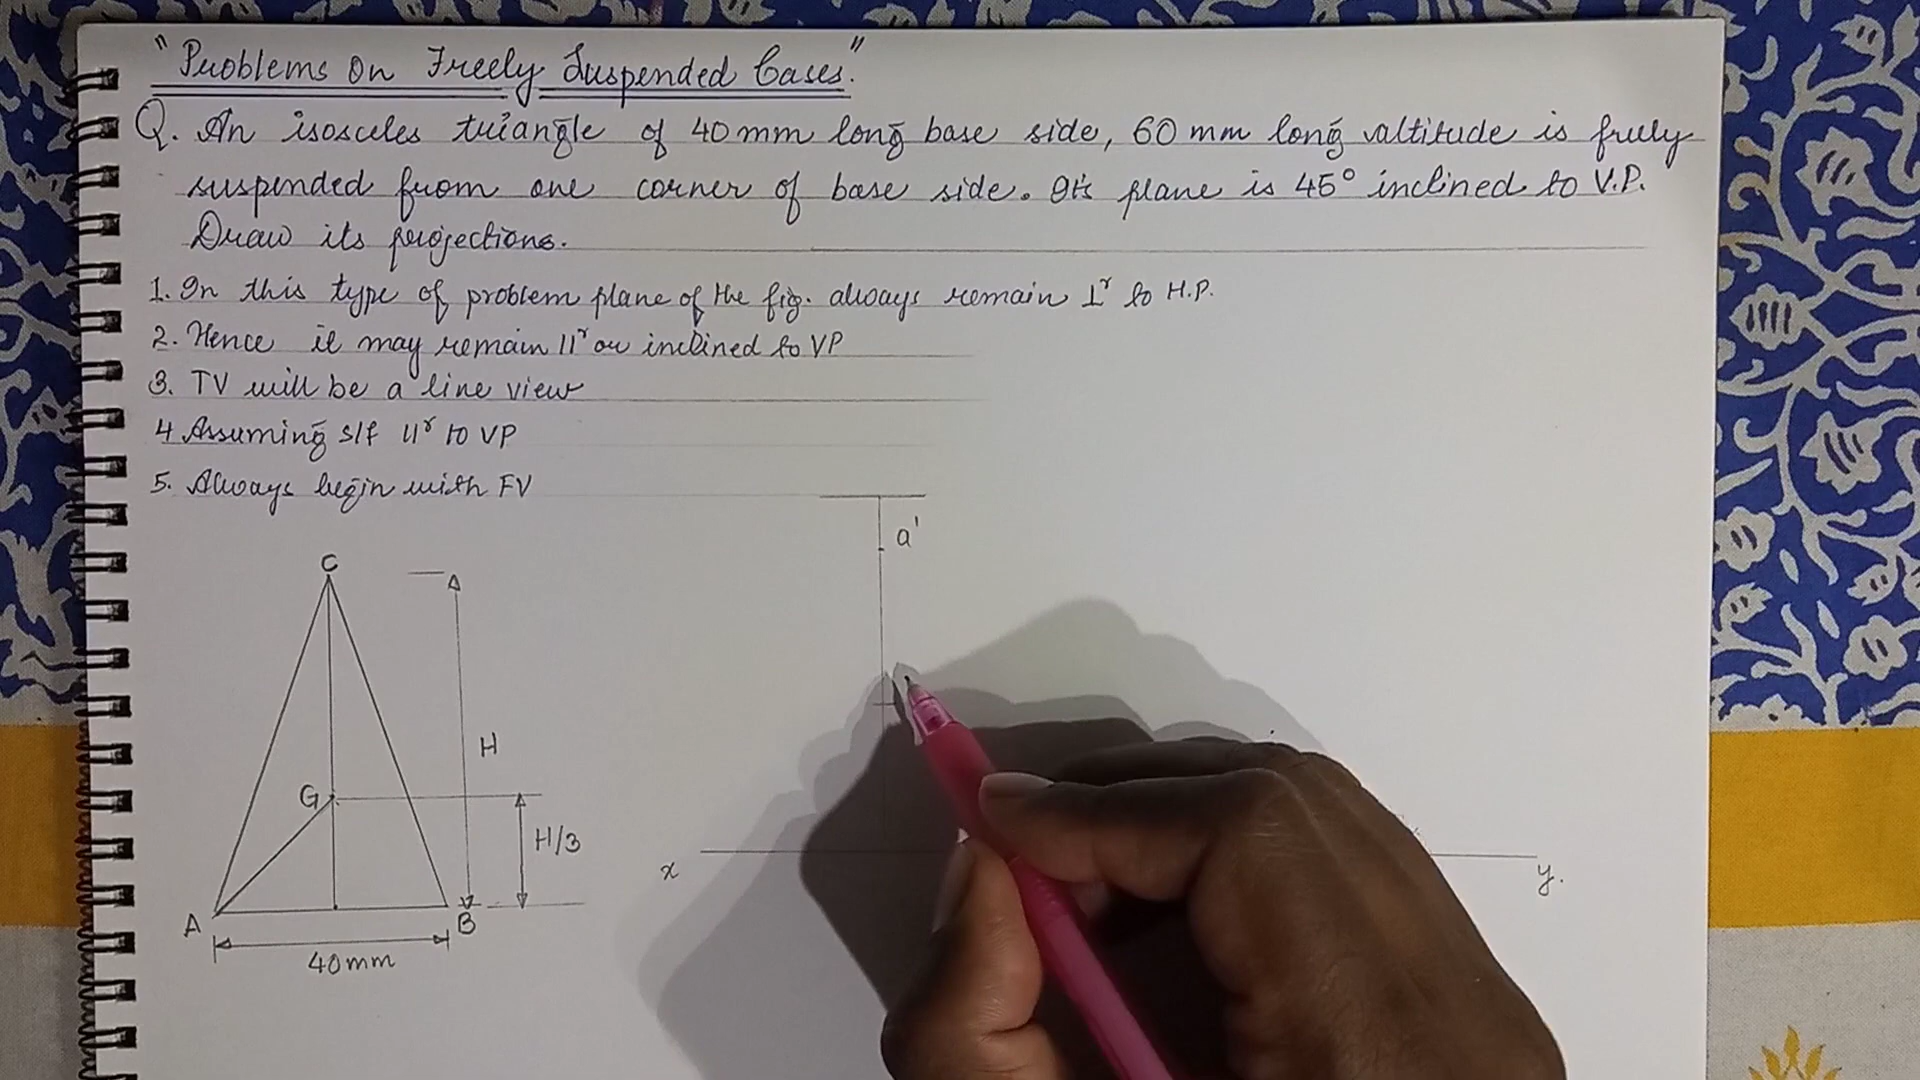 "Problems On Freely Suspended Cases."
Q. An isosceles triangle of 40 mm long base side, 60 mm long altitude is freely
suspended from one corner of base side. It's plane is 45° inclined to V.P.
Draw its projections.
1. In this type of problem plane of the fig. always remain ⊥r to H.P.
2. Hence it may remain 11r or inclined to VP
3. TV will be a line view
4 Assuming s/f 11r to VP
5. Always begin with FV
a'
C
H
G
H/3
x
y.
A
B
40mm